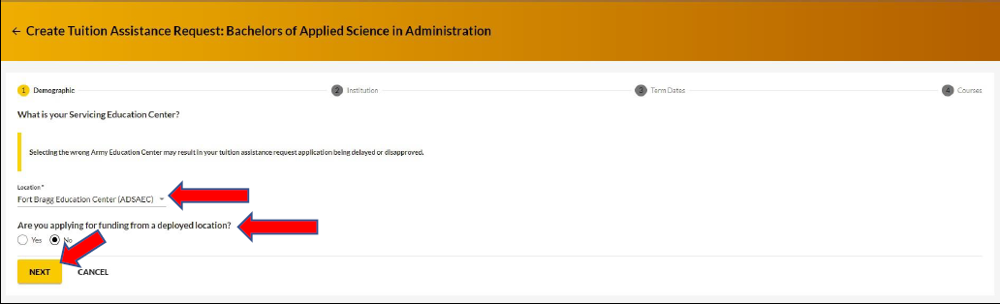 ← Create Tuition Assistance Request: Bachelors of Applied Science in Administration
1 Demographic 2 Institution 3 Term Dates 4 Courses
What is your Servicing Education Center?
Selecting the wrong Army Education Center may result in your tuition assistance request application being delayed or disapproved.
Location *
Fort Bragg Education Center (ADSAEC)
Are you applying for funding from a deployed location?
Yes No
NEXT CANCEL